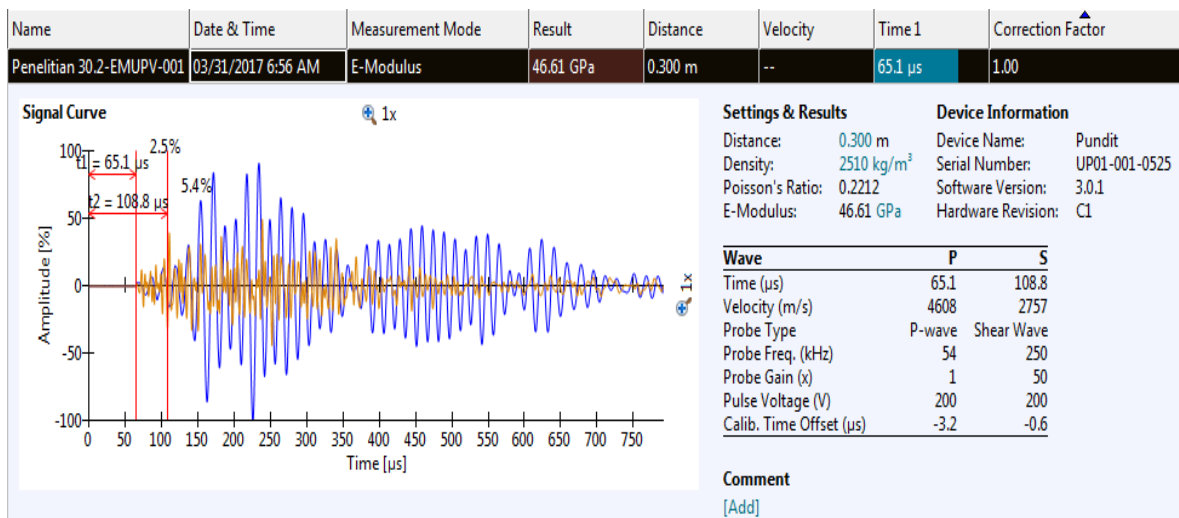 Name Date & Time Measurement Mode Result Distance Velocity Time 1 Correction Factor
Penelitian 30.2-EMUPV-001 03/31/2017 6:56 AM E-Modulus 46.61 GPa 0.300 m -- 65.1 µs 1.00
Signal Curve
1x
2.5%
t1 = 65.1 µs
5.4%
t2 = 108.8 µs
100
50
0
-50
-100
Amplitude [%]
0 50 100 150 200 250 300 350 400 450 500 550 600 650 700 750
Time [µs]
1x
Settings & Results
Distance: 0.300 m
Density: 2510 kg/m³
Poisson's Ratio: 0.2212
E-Modulus: 46.61 GPa
Device Information
Device Name: Pundit
Serial Number: UP01-001-0525
Software Version: 3.0.1
Hardware Revision: C1
Wave P S
Time (µs) 65.1 108.8
Velocity (m/s) 4608 2757
Probe Type P-wave Shear Wave
Probe Freq. (kHz) 54 250
Probe Gain (x) 1 50
Pulse Voltage (V) 200 200
Calib. Time Offset (µs) -3.2 -0.6
Comment
[Add]